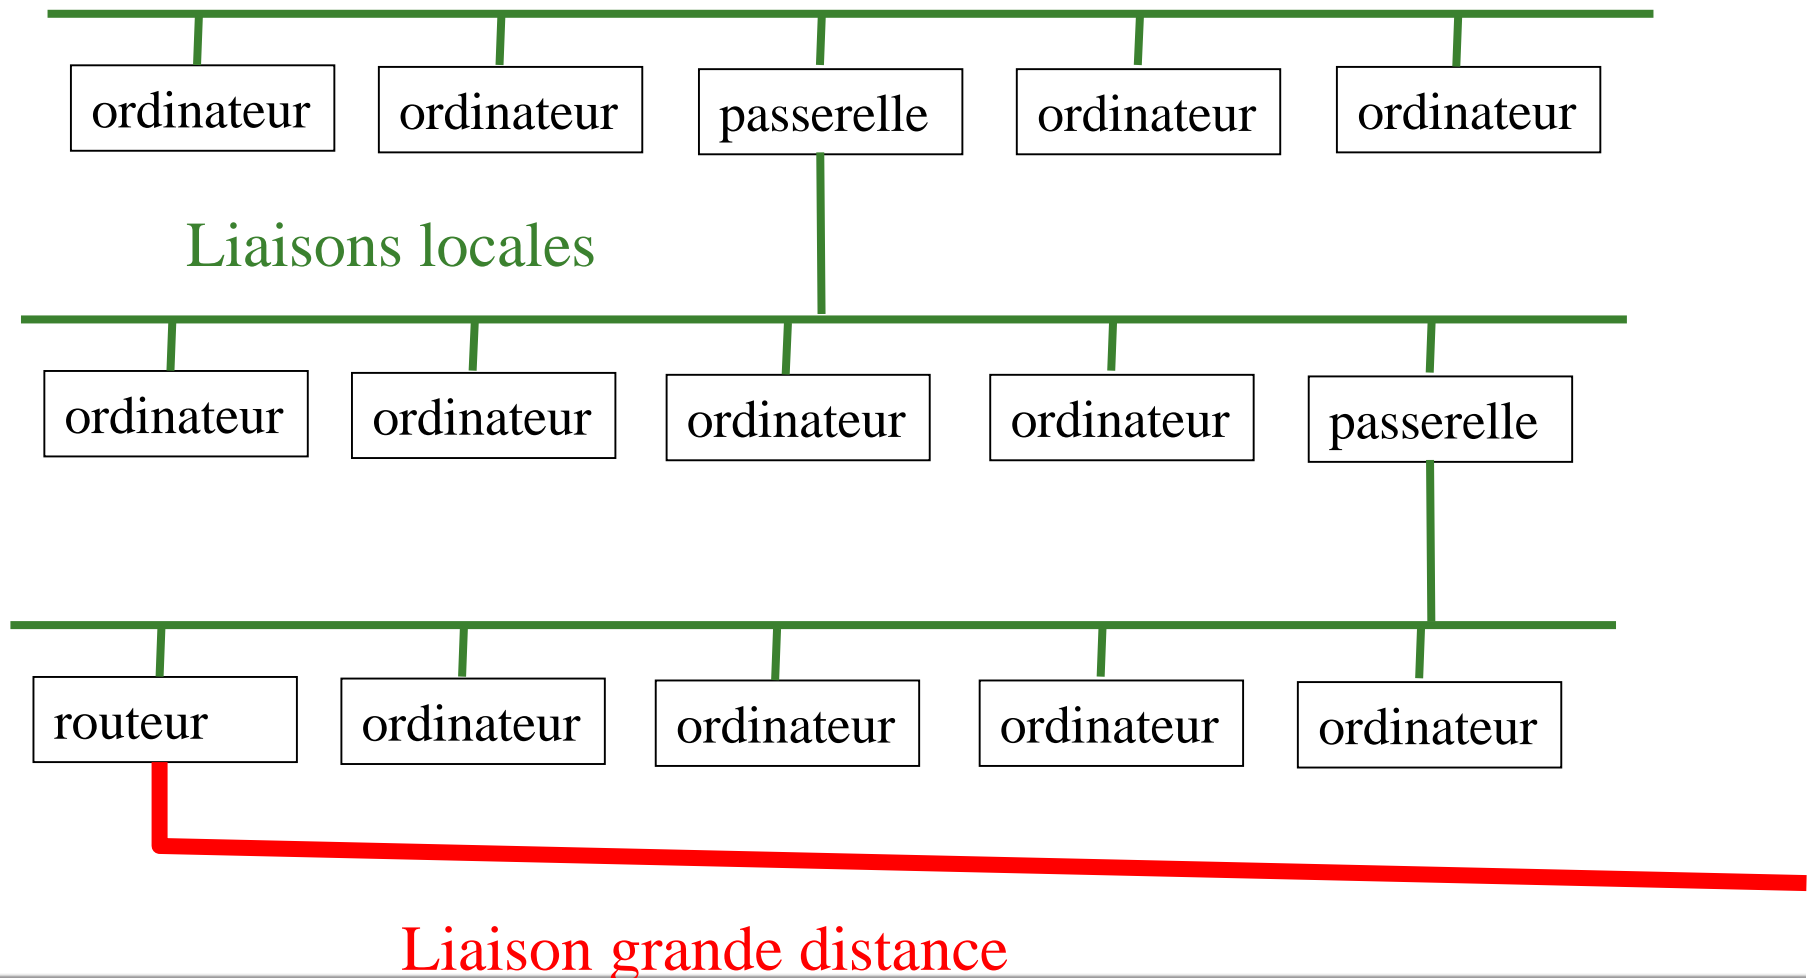 ordinateur ordinateur passerelle ordinateur ordinateur
Liaisons locales
ordinateur ordinateur ordinateur ordinateur passerelle
routeur ordinateur ordinateur ordinateur ordinateur
Liaison grande distance